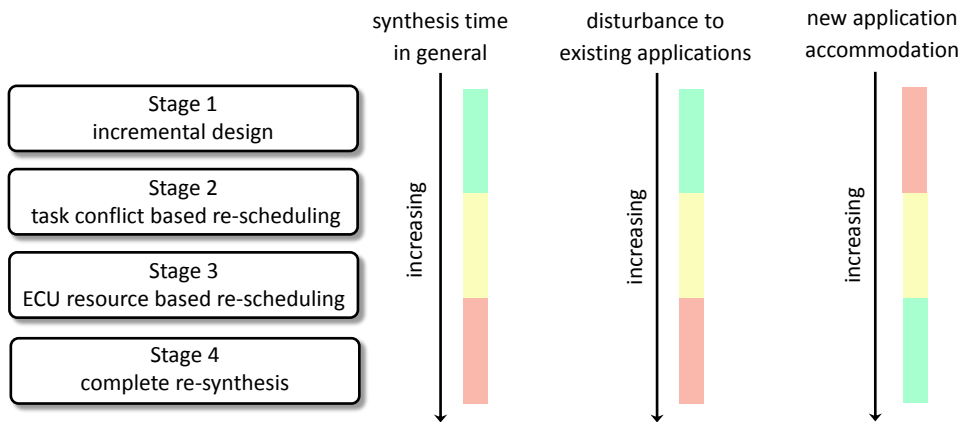 synthesis time
in general
disturbance to
existing applications
new application
accommodation
Stage 1
incremental design
Stage 2
task conflict based re-scheduling
Stage 3
ECU resource based re-scheduling
Stage 4
complete re-synthesis
increasing
increasing
increasing